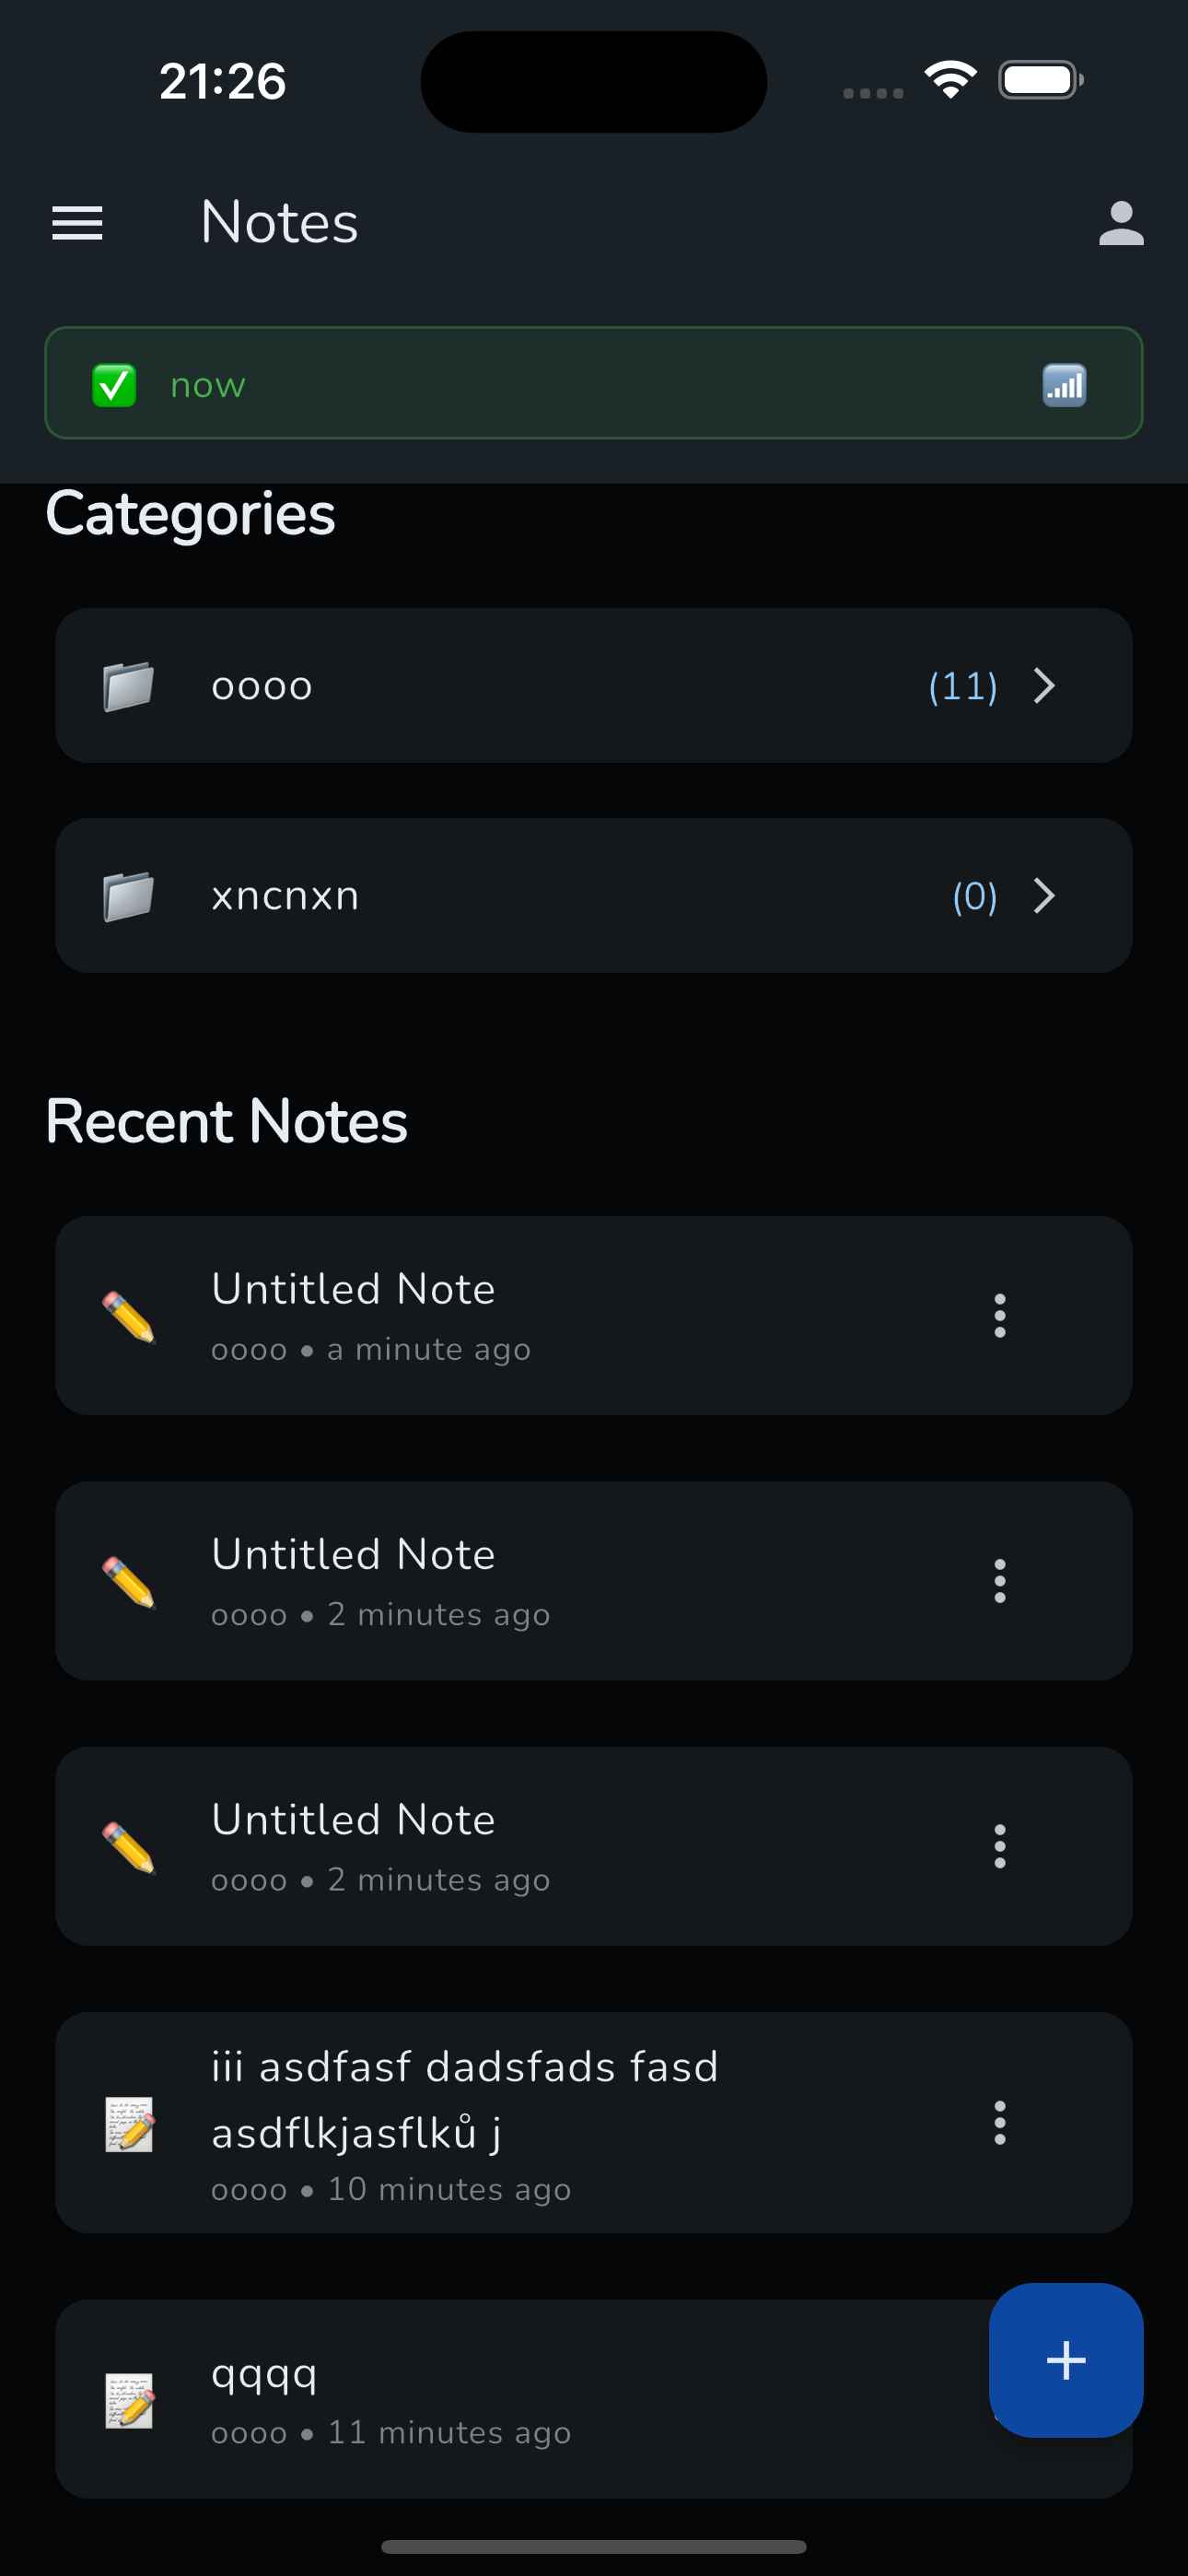 21:26
Notes
now
Categories
oooo (11)
xncnxn (0)
Recent Notes
Untitled Note
oooo • a minute ago
Untitled Note
oooo • 2 minutes ago
Untitled Note
oooo • 2 minutes ago
iii asdfasf dadsfads fasd
asdflkjasflků j
oooo • 10 minutes ago
qqqq
oooo • 11 minutes ago